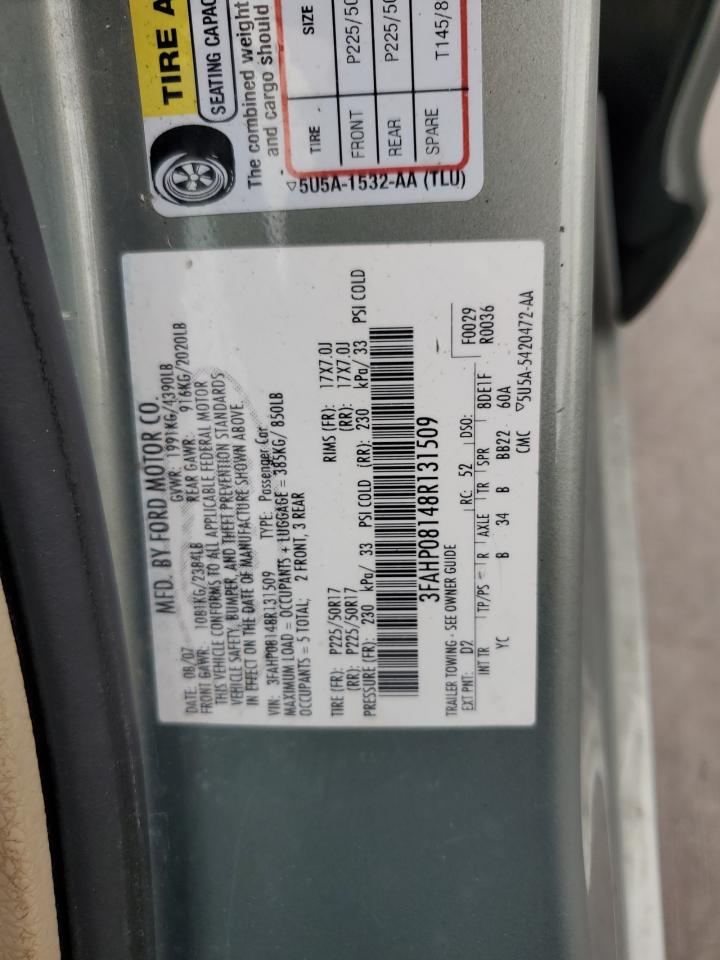 TIRE A
SEATING CAPAC
The combined weight
and cargo should
TIRE SIZE
FRONT P225/50
REAR P225/50
SPARE T145/8
▽5U5A-1532-AA (TLU)
MFD. BY FORD MOTOR CO.
DATE: 08/07 GVWR: 1991KG/4390LB
FRONT GAWR: 1081KG/2384LB REAR GAWR: 916KG/2020LB
THIS VEHICLE CONFORMS TO ALL APPLICABLE FEDERAL MOTOR
VEHICLE SAFETY, BUMPER, AND THEFT PREVENTION STANDARDS
IN EFFECT ON THE DATE OF MANUFACTURE SHOWN ABOVE.
VIN: 3FAHP08148R131509 TYPE: Passenger Car
MAXIMUM LOAD = OCCUPANTS + LUGGAGE = 385KG/ 850LB
OCCUPANTS = 5 TOTAL; 2 FRONT, 3 REAR
TIRE (FR): P225/50R17 RIMS (FR): 17X7.0J
(RR): P225/50R17 (RR): 17X7.0J
PRESSURE (FR): 230 kPa/ 33 PSI COLD (RR): 230 kPa/ 33 PSI COLD
3FAHP08148R131509
TRAILER TOWING - SEE OWNER GUIDE
F0029
EXT PNT: D2 RC: 52 DSO: R0036
INT TR TP/PS R AXLE TR SPR 8DE1F
YC B 34 B BB22 60A
CMC ▽5U5A-5420472-AA